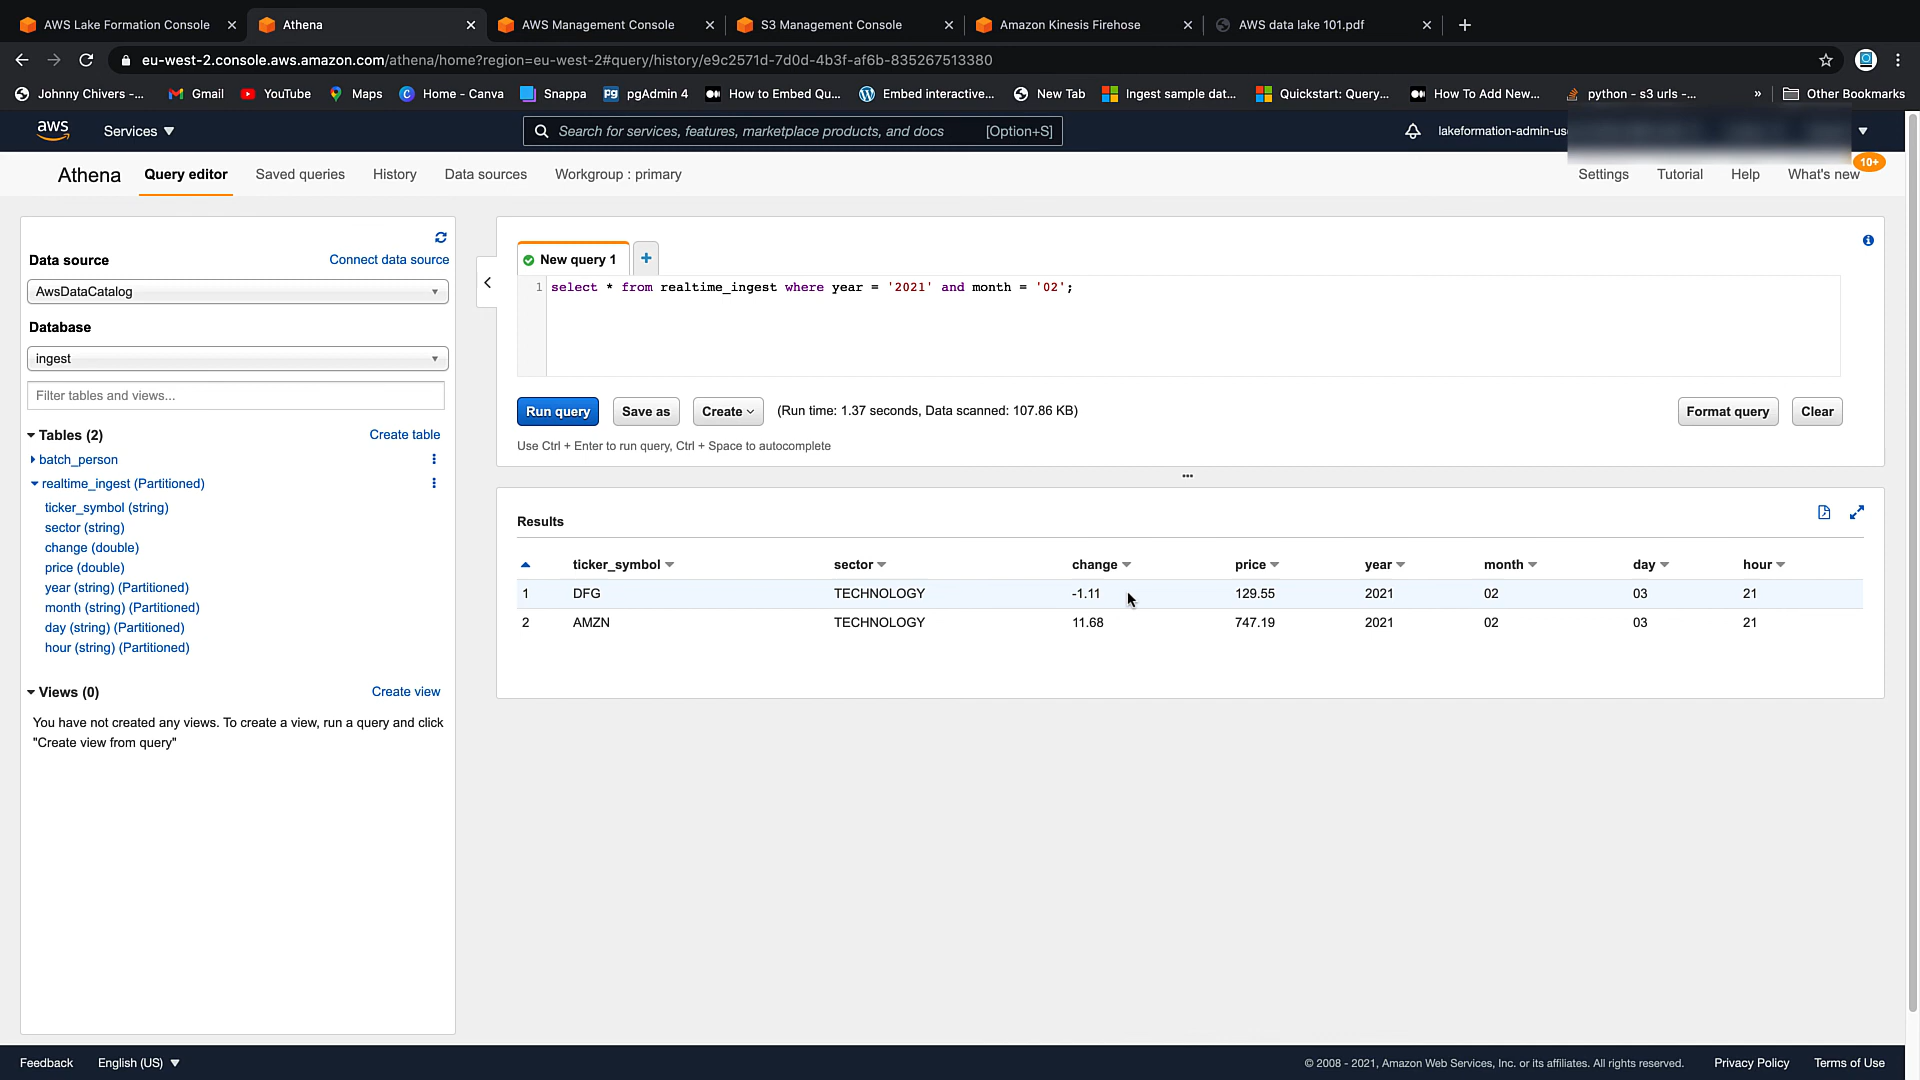 AWS Lake Formation Console
Athena
AWS Management Console
S3 Management Console
Amazon Kinesis Firehose
AWS data lake 101.pdf
eu-west-2.console.aws.amazon.com/athena/home?region=eu-west-2#query/history/e9c2571d-7d0d-4b3f-af6b-835267513380
Johnny Chivers -...
Gmail
YouTube
Maps
Home - Canva
Snappa
pgAdmin 4
How to Embed Qu...
Embed interactive...
New Tab
Ingest sample dat...
Quickstart: Query...
How To Add New...
python - s3 urls -...
»
Other Bookmarks
aws
Services
Search for services, features, marketplace products, and docs [Option+S]
lakeformation-admin-us
Athena
Query editor
Saved queries
History
Data sources
Workgroup : primary
Settings
Tutorial
Help
What's new
10+
Data source
Connect data source
AwsDataCatalog
Database
ingest
Filter tables and views...
Tables (2)
Create table
batch_person
realtime_ingest (Partitioned)
ticker_symbol (string)
sector (string)
change (double)
price (double)
year (string) (Partitioned)
month (string) (Partitioned)
day (string) (Partitioned)
hour (string) (Partitioned)
Views (0)
Create view
You have not created any views. To create a view, run a query and click
"Create view from query"
New query 1
+
1 select * from realtime_ingest where year = '2021' and month = '02';
Run query
Save as
Create
(Run time: 1.37 seconds, Data scanned: 107.86 KB)
Format query
Clear
Use Ctrl + Enter to run query, Ctrl + Space to autocomplete
Results
ticker_symbol sector change price year month day hour
1 DFG TECHNOLOGY -1.11 129.55 2021 02 03 21
2 AMZN TECHNOLOGY 11.68 747.19 2021 02 03 21
Feedback
English (US)
© 2008 - 2021, Amazon Web Services, Inc. or its affiliates. All rights reserved.
Privacy Policy
Terms of Use